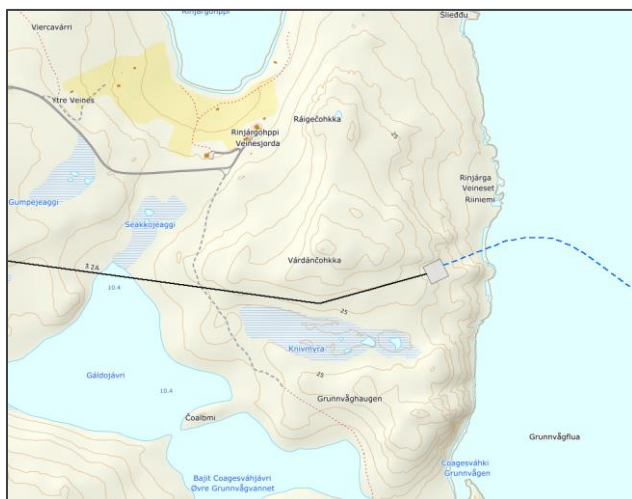 Rinjárgohppi
Šlieđđu
Viercavárri
Ytre Veines
Ráigečohkka
25
Rinjárgohppi
Veinesjorda
Rinjárga
Veineset
Riiniemi
Gumpejeaggi
Seakkojeaggi
Várdánčohkka
10.4
25
Knivmyra
Gáldojávri
10.4
25
Grunnvåghaugen
Čoalbmi
Grunnvågflua
Coagesváhki
Grunnvågen
Bajit Coagesváhjávri
Øvre Grunnvågvannet